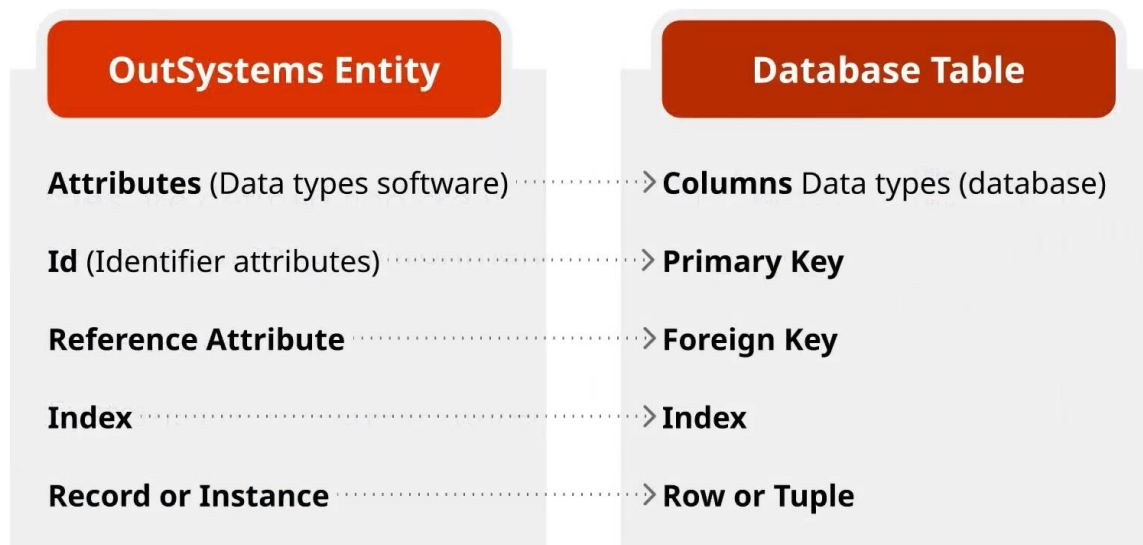 OutSystems Entity
Database Table
Attributes (Data types software)
Columns Data types (database)
Id (Identifier attributes)
Primary Key
Reference Attribute
Foreign Key
Index
Index
Record or Instance
Row or Tuple